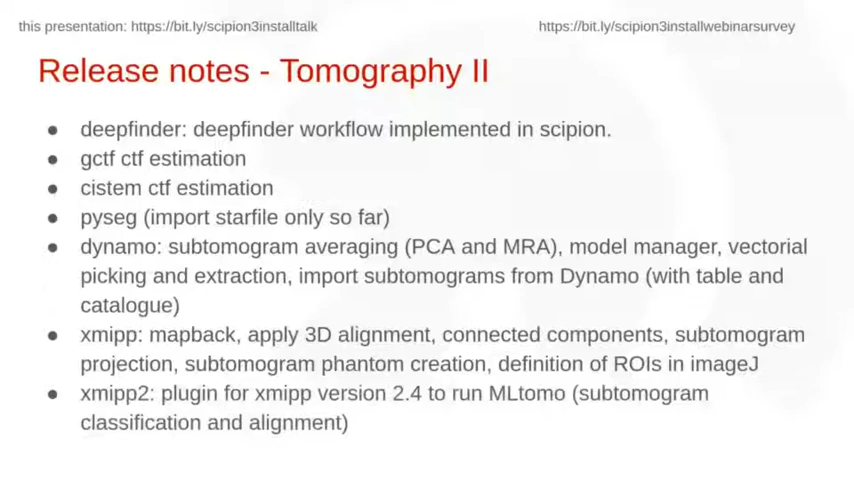 this presentation: https://bit.ly/scipion3installtalk
https://bit.ly/scipion3installwebinarsurvey
Release notes - Tomography II
● deepfinder: deepfinder workflow implemented in scipion.
● gctf ctf estimation
● cistem ctf estimation
● pyseg (import starfile only so far)
● dynamo: subtomogram averaging (PCA and MRA), model manager, vectorial
picking and extraction, import subtomograms from Dynamo (with table and
catalogue)
● xmipp: mapback, apply 3D alignment, connected components, subtomogram
projection, subtomogram phantom creation, definition of ROIs in imageJ
● xmipp2: plugin for xmipp version 2.4 to run MLtomo (subtomogram
classification and alignment)